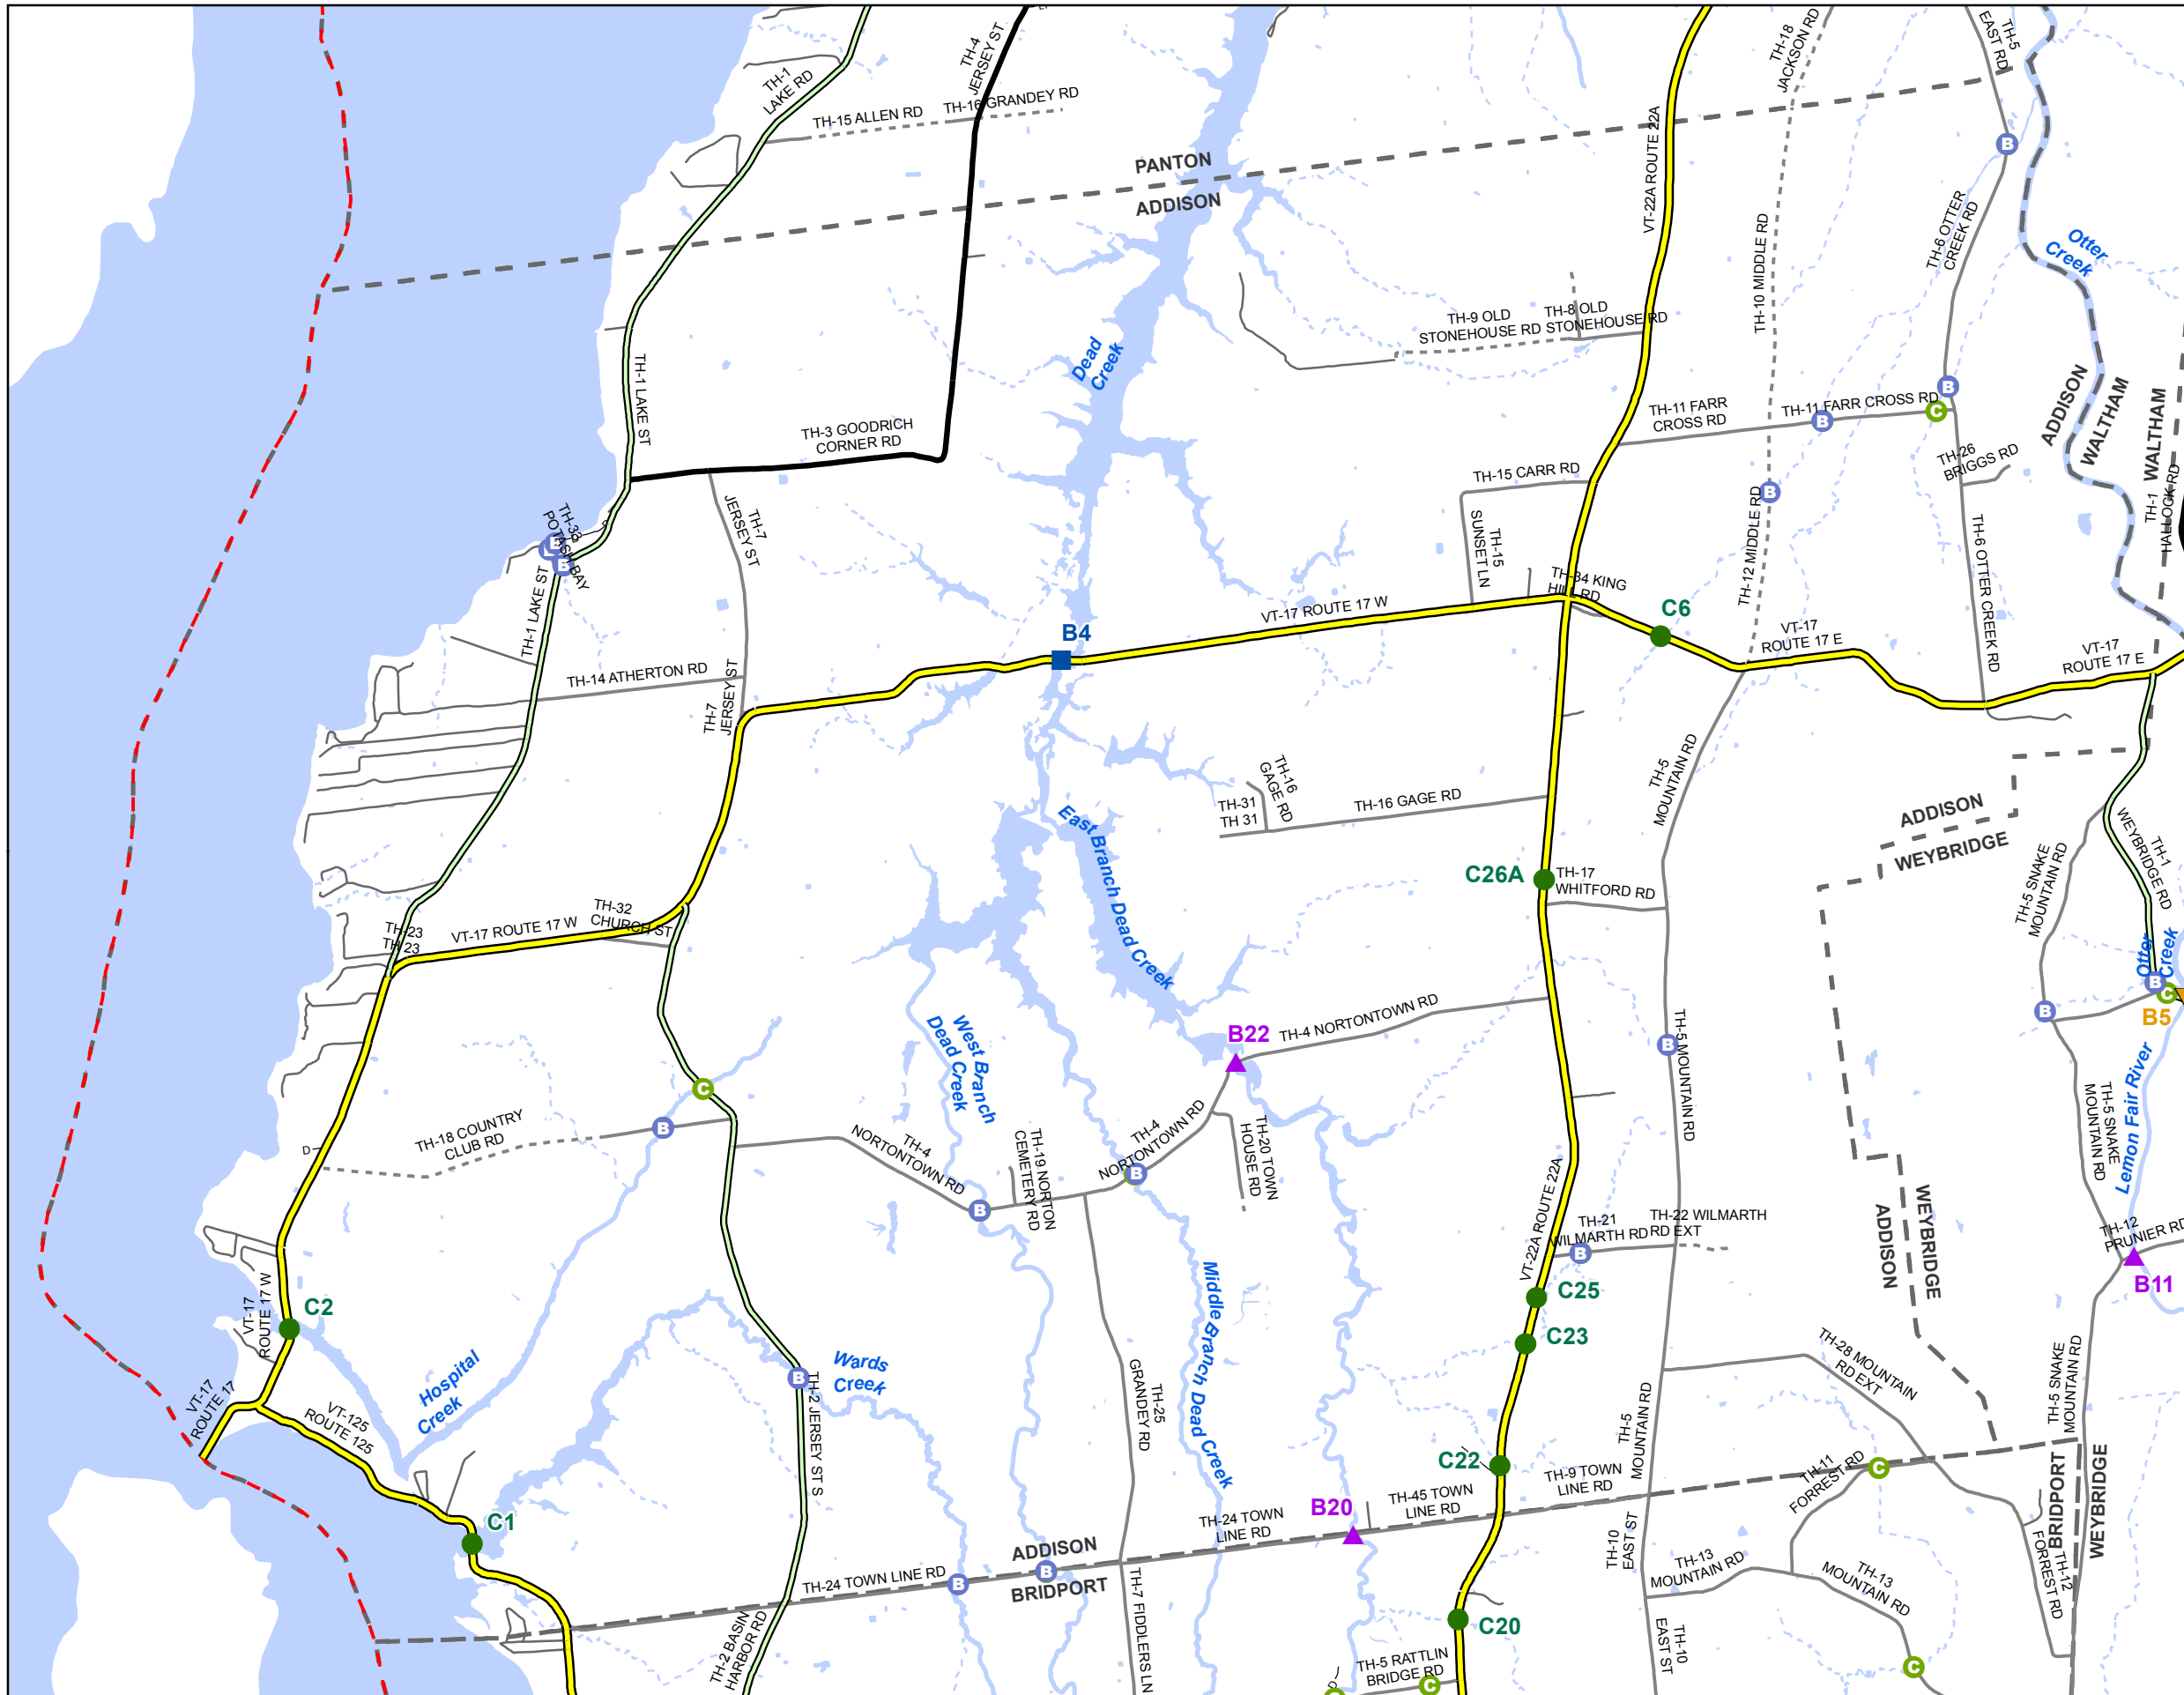 TH-4
JERSEY ST
TH-18
JACKSON RD
TH-5
EAST RD
TH-1
LAKE RD
TH-15 ALLEN RD
TH-16 GRANDEY RD
PANTON
ADDISON
VT-22A ROUTE 22A
TH-10 MIDDLE RD
TH-6 OTTER
CREEK RD
B
Otter
Creek
TH-9 OLD
STONEHOUSE RD
TH-8 OLD
STONEHOUSE RD
Dead
Creek
TH-1 LAKE ST
TH-3 GOODRICH
CORNER RD
TH-11 FARR
CROSS RD
TH-11 FARR CROSS RD
B
B
C
ADDISON
WALTHAM
WALTHAM
TH-1
HALLOCK RD
TH-26
BRIGGS RD
TH-15 CARR RD
TH-15
SUNSET LN
B
TH-12 MIDDLE RD
TH-6 OTTER CREEK RD
TH-7
JERSEY ST
TH-33
POTASH BAY
B
B
TH-1 LAKE ST
TH-34 KING
HILL RD
VT-17 ROUTE 17 W
B4
C6
VT-17
ROUTE 17 E
VT-17
ROUTE 17 E
TH-14 ATHERTON RD
TH-7
JERSEY ST
TH-5
MOUNTAIN RD
TH-16
GAGE RD
TH-31
TH 31
TH-16 GAGE RD
East Branch Dead Creek
ADDISON
WEYBRIDGE
TH-1
WEYBRIDGE RD
TH-5 SNAKE
MOUNTAIN RD
C26A
TH-17
WHITFORD RD
TH-23
TH 23
VT-17 ROUTE 17 W
TH-32
CHURCH ST
Otter
Creek
B
C
B5
B
West Branch
Dead Creek
B22
TH-4 NORTONTOWN RD
B
TH-5 MOUNTAIN RD
C
B
TH-18 COUNTRY
CLUB RD
D
TH-4
NORTONTOWN RD
TH-19 NORTON
CEMETERY RD
TH-4
NORTONTOWN RD
B
B
TH-20 TOWN
HOUSE RD
TH-5 SNAKE
MOUNTAIN RD
Lemon Fair River
VT-22A ROUTE 22A
TH-21
WILMARTH RD
TH-22 WILMARTH
RD EXT
B
WEYBRIDGE
ADDISON
TH-12
PRUNIER RD
B11
VT-17
ROUTE 17 W
C2
C25
C23
Middle Branch Dead Creek
Hospital
Creek
Wards
Creek
B
TH-2 JERSEY ST S
TH-25
GRANDEY RD
TH-28 MOUNTAIN
RD EXT
TH-5 SNAKE
MOUNTAIN RD
VT-17
ROUTE 17
VT-125
ROUTE 125
TH-5
MOUNTAIN RD
C22
TH-9 TOWN
LINE RD
TH-45 TOWN
LINE RD
B20
TH-24 TOWN
LINE RD
TH-11
FORREST RD
C
BRIDPORT
WEYBRIDGE
C1
ADDISON
BRIDPORT
TH-24 TOWN LINE RD
B
B
TH-10
EAST ST
TH-13
MOUNTAIN RD
TH-13
MOUNTAIN RD
TH-12
FORREST RD
TH-2 BASIN
HARBOR RD
TH-7 FIDDLERS LN
C20
TH-10
EAST ST
TH-5 RATTLIN
BRIDGE RD
C
C
D